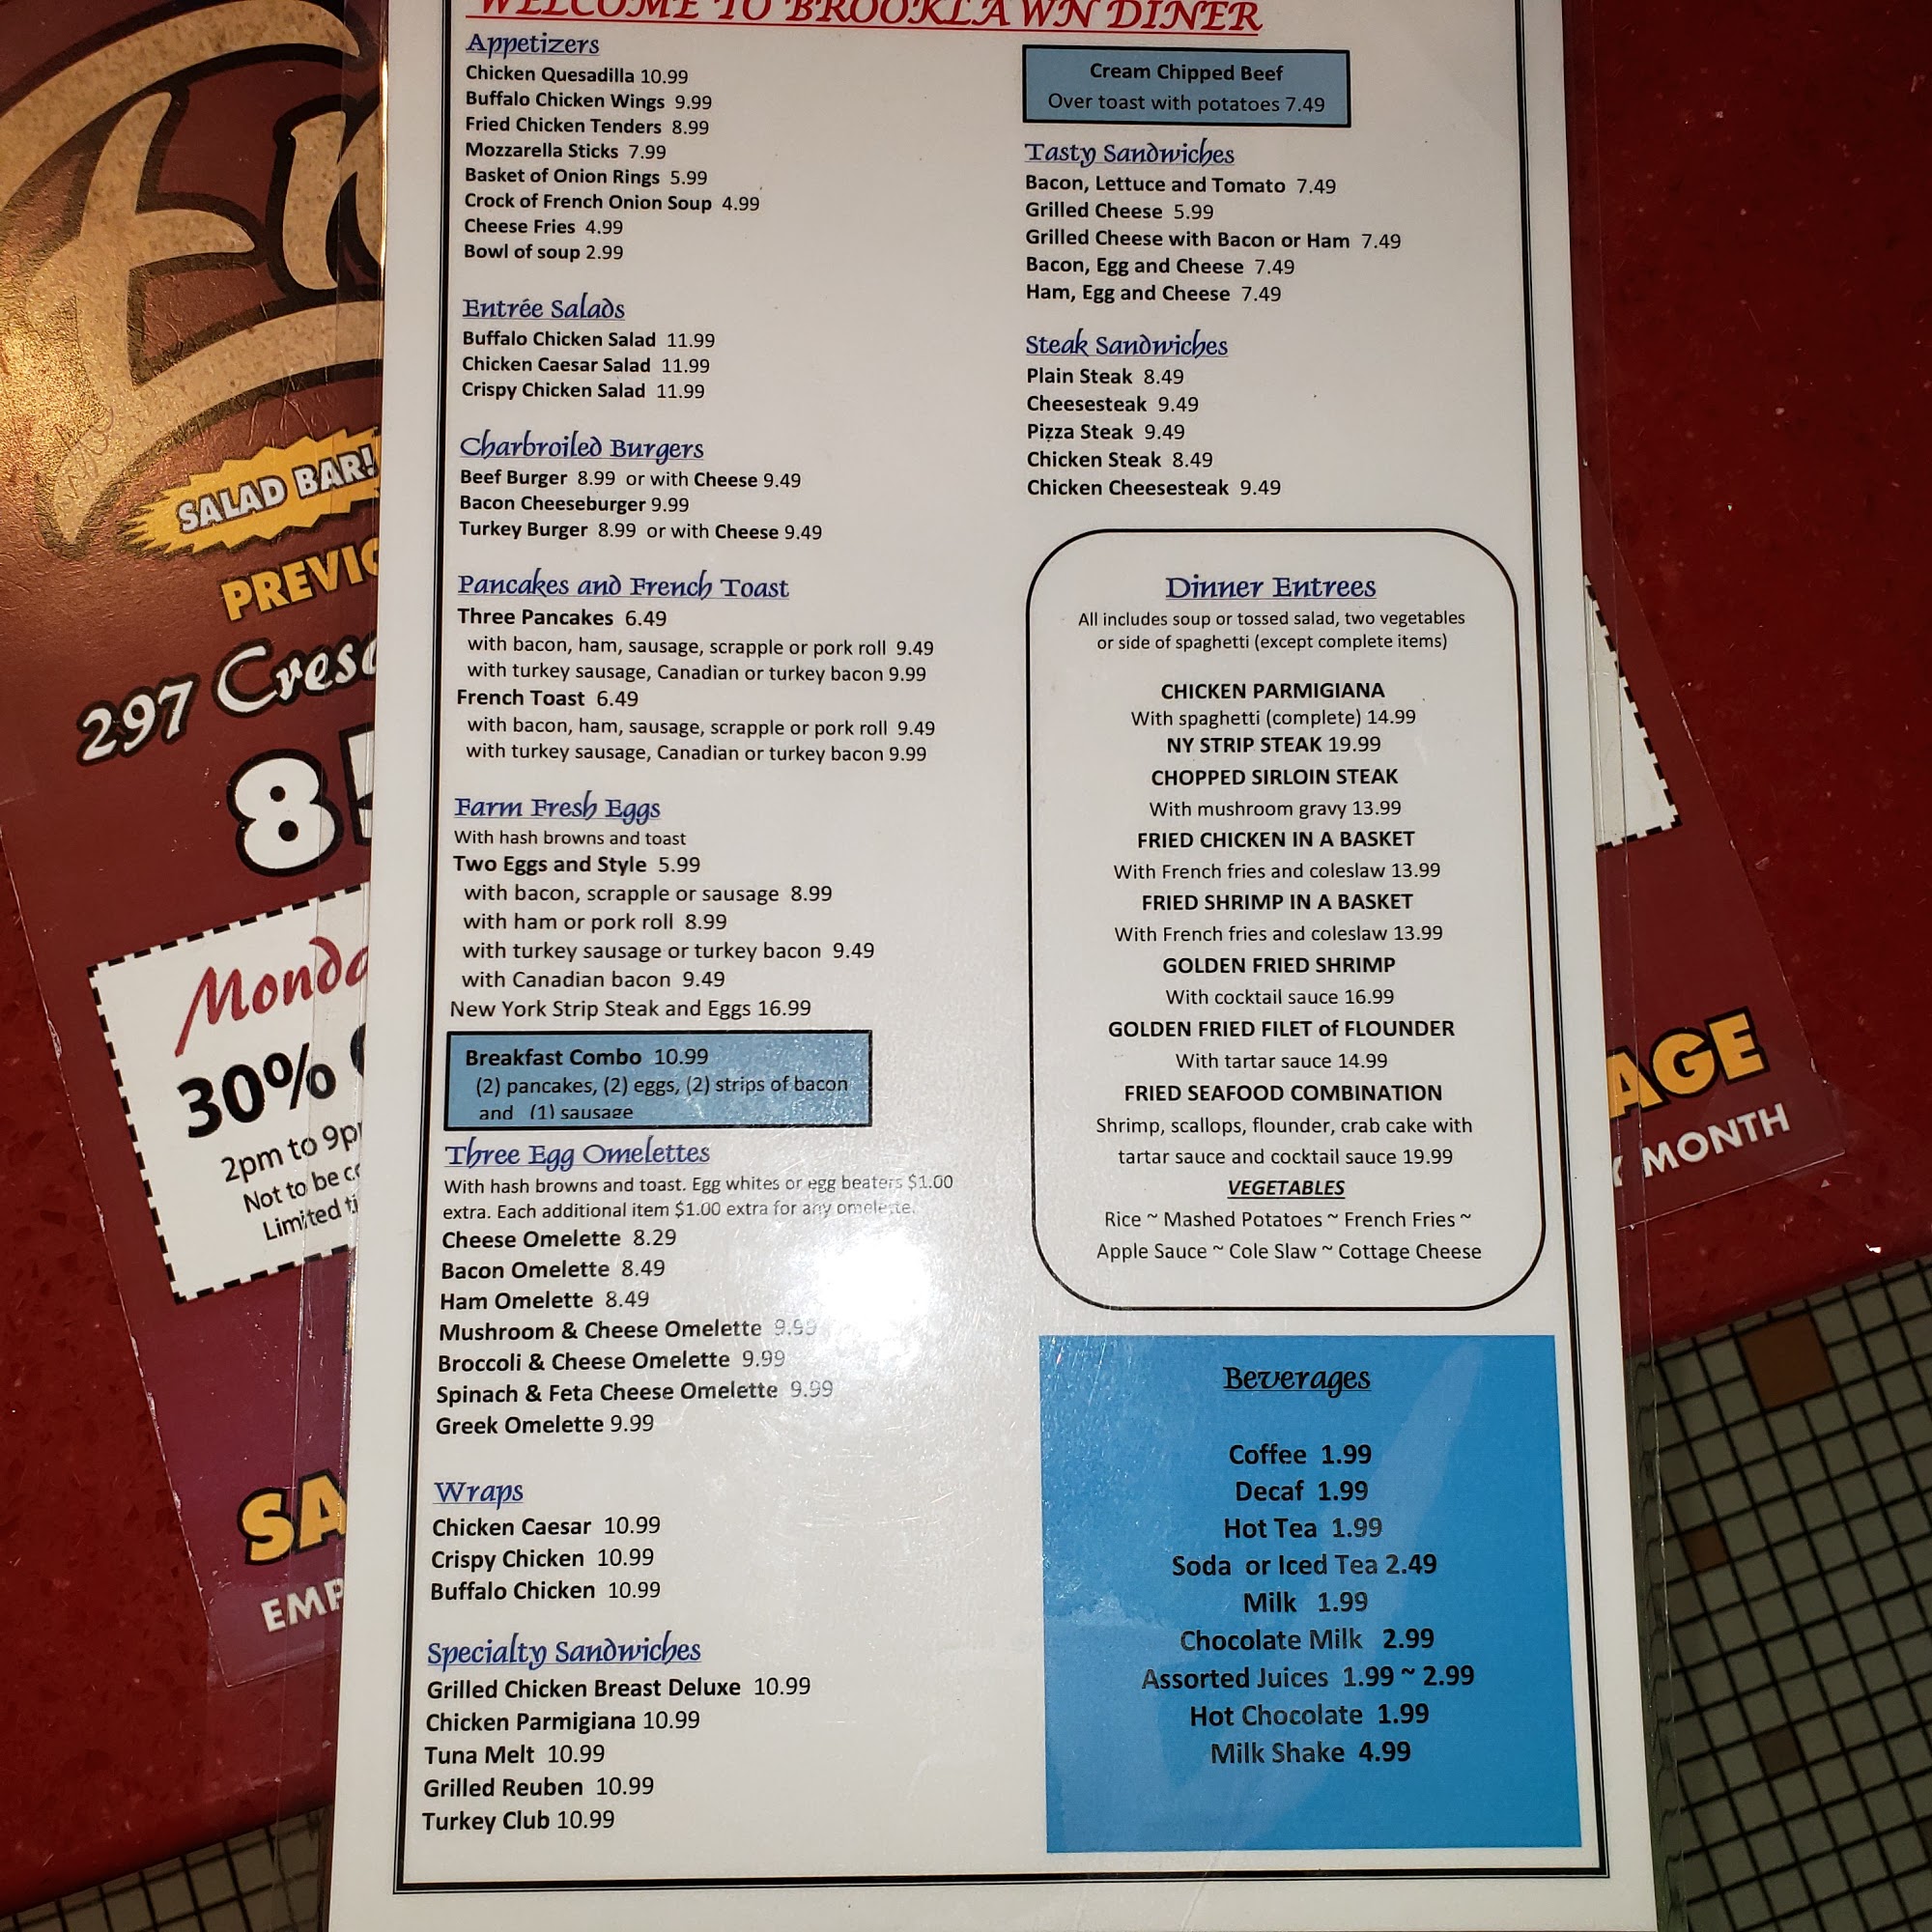 WELCOME TO BROOKLAWN DINER
Appetizers
Chicken Quesadilla 10.99
Buffalo Chicken Wings 9.99
Fried Chicken Tenders 8.99
Mozzarella Sticks 7.99
Basket of Onion Rings 5.99
Crock of French Onion Soup 4.99
Cheese Fries 4.99
Bowl of soup 2.99
Entrée Salads
Buffalo Chicken Salad 11.99
Chicken Caesar Salad 11.99
Crispy Chicken Salad 11.99
Charbroiled Burgers
Beef Burger 8.99 or with Cheese 9.49
Bacon Cheeseburger 9.99
Turkey Burger 8.99 or with Cheese 9.49
Pancakes and French Toast
Three Pancakes 6.49
with bacon, ham, sausage, scrapple or pork roll 9.49
with turkey sausage, Canadian or turkey bacon 9.99
French Toast 6.49
with bacon, ham, sausage, scrapple or pork roll 9.49
with turkey sausage, Canadian or turkey bacon 9.99
Farm Fresh Eggs
With hash browns and toast
Two Eggs and Style 5.99
with bacon, scrapple or sausage 8.99
with ham or pork roll 8.99
with turkey sausage or turkey bacon 9.49
with Canadian bacon 9.49
New York Strip Steak and Eggs 16.99
Breakfast Combo 10.99
(2) pancakes, (2) eggs, (2) strips of bacon
and (1) sausage
Three Egg Omelettes
With hash browns and toast. Egg whites or egg beaters $1.00
extra. Each additional item $1.00 extra for any omelette.
Cheese Omelette 8.29
Bacon Omelette 8.49
Ham Omelette 8.49
Mushroom & Cheese Omelette 9.99
Broccoli & Cheese Omelette 9.99
Spinach & Feta Cheese Omelette 9.99
Greek Omelette 9.99
Wraps
Chicken Caesar 10.99
Crispy Chicken 10.99
Buffalo Chicken 10.99
Specialty Sandwiches
Grilled Chicken Breast Deluxe 10.99
Chicken Parmigiana 10.99
Tuna Melt 10.99
Grilled Reuben 10.99
Turkey Club 10.99
Cream Chipped Beef
Over toast with potatoes 7.49
Tasty Sandwiches
Bacon, Lettuce and Tomato 7.49
Grilled Cheese 5.99
Grilled Cheese with Bacon or Ham 7.49
Bacon, Egg and Cheese 7.49
Ham, Egg and Cheese 7.49
Steak Sandwiches
Plain Steak 8.49
Cheesesteak 9.49
Pizza Steak 9.49
Chicken Steak 8.49
Chicken Cheesesteak 9.49
Dinner Entrees
All includes soup or tossed salad, two vegetables
or side of spaghetti (except complete items)
CHICKEN PARMIGIANA
With spaghetti (complete) 14.99
NY STRIP STEAK 19.99
CHOPPED SIRLOIN STEAK
With mushroom gravy 13.99
FRIED CHICKEN IN A BASKET
With French fries and coleslaw 13.99
FRIED SHRIMP IN A BASKET
With French fries and coleslaw 13.99
GOLDEN FRIED SHRIMP
With cocktail sauce 16.99
GOLDEN FRIED FILET of FLOUNDER
With tartar sauce 14.99
FRIED SEAFOOD COMBINATION
Shrimp, scallops, flounder, crab cake with
tartar sauce and cocktail sauce 19.99
VEGETABLES
Rice ~ Mashed Potatoes ~ French Fries ~
Apple Sauce ~ Cole Slaw ~ Cottage Cheese
Beverages
Coffee 1.99
Decaf 1.99
Hot Tea 1.99
Soda or Iced Tea 2.49
Milk 1.99
Chocolate Milk 2.99
Assorted Juices 1.99 ~ 2.99
Hot Chocolate 1.99
Milk Shake 4.99
SALAD BAR!
PREVIO
297 Cresc
85
Monda
30%
2pm to 9p
Not to be c
Limited ti
SA
EMP
AGE
MONTH